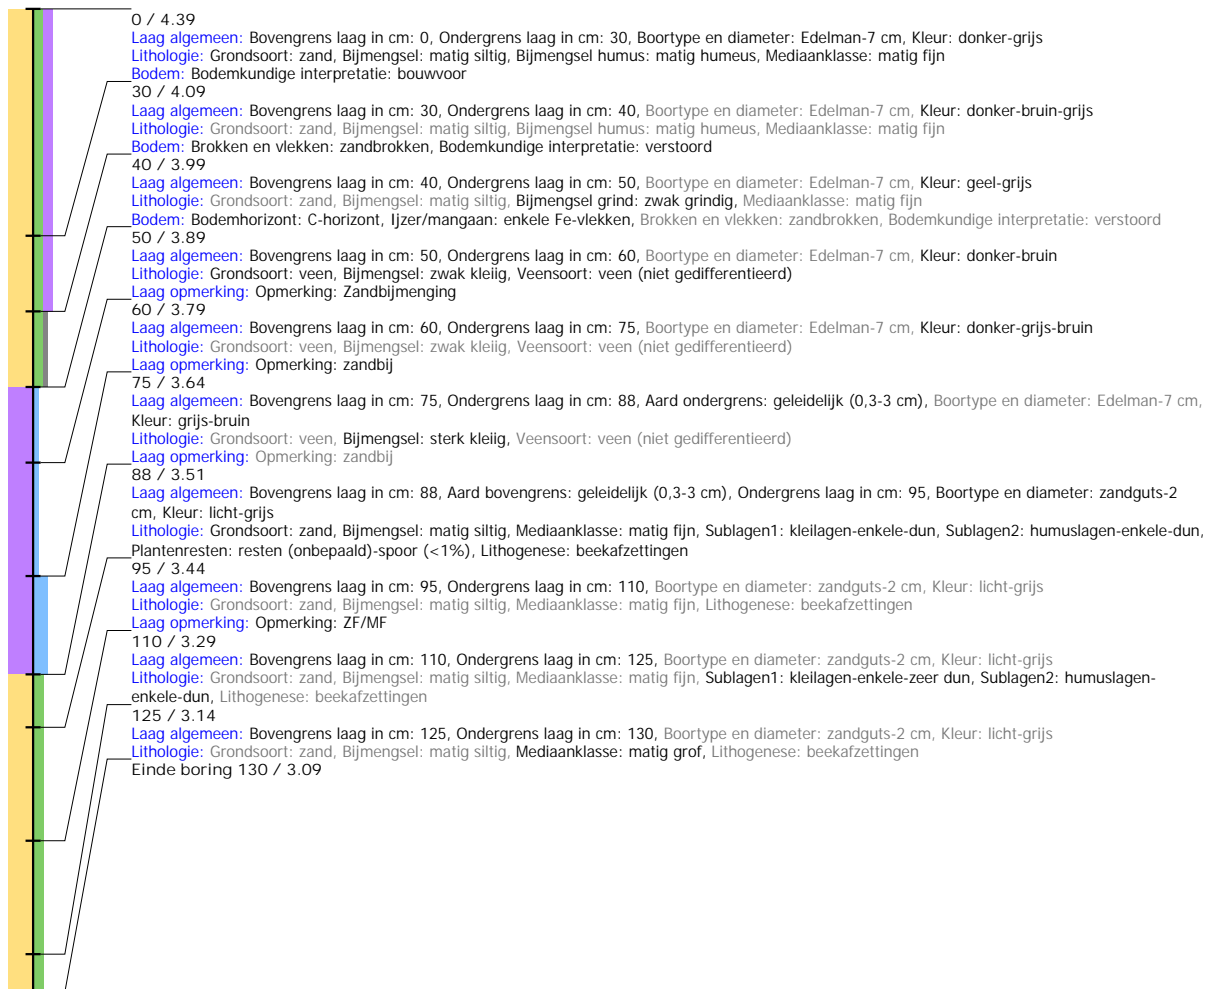 0 / 4.39
Laag algemeen: Bovengrens laag in cm: 0, Ondergrens laag in cm: 30, Boortype en diameter: Edelman-7 cm, Kleur: donker-grijs
Lithologie: Grondsoort: zand, Bijmengsel: matig siltig, Bijmengsel humus: matig humeus, Mediaanklasse: matig fijn
Bodem: Bodemkundige interpretatie: bouwvoor
30 / 4.09
Laag algemeen: Bovengrens laag in cm: 30, Ondergrens laag in cm: 40, Boortype en diameter: Edelman-7 cm, Kleur: donker-bruin-grijs
Lithologie: Grondsoort: zand, Bijmengsel: matig siltig, Bijmengsel humus: matig humeus, Mediaanklasse: matig fijn
Bodem: Brokken en vlekken: zandbrokken, Bodemkundige interpretatie: verstoord
40 / 3.99
Laag algemeen: Bovengrens laag in cm: 40, Ondergrens laag in cm: 50, Boortype en diameter: Edelman-7 cm, Kleur: geel-grijs
Lithologie: Grondsoort: zand, Bijmengsel: matig siltig, Bijmengsel grind: zwak grindig, Mediaanklasse: matig fijn
Bodem: Bodemhorizont: C-horizont, Ijzer/mangaan: enkele Fe-vlekken, Brokken en vlekken: zandbrokken, Bodemkundige interpretatie: verstoord
50 / 3.89
Laag algemeen: Bovengrens laag in cm: 50, Ondergrens laag in cm: 60, Boortype en diameter: Edelman-7 cm, Kleur: donker-bruin
Lithologie: Grondsoort: veen, Bijmengsel: zwak kleiig, Veensoort: veen (niet gedifferentieerd)
Laag opmerking: Opmerking: Zandbijmenging
60 / 3.79
Laag algemeen: Bovengrens laag in cm: 60, Ondergrens laag in cm: 75, Boortype en diameter: Edelman-7 cm, Kleur: donker-grijs-bruin
Lithologie: Grondsoort: veen, Bijmengsel: zwak kleiig, Veensoort: veen (niet gedifferentieerd)
Laag opmerking: Opmerking: zandbij
75 / 3.64
Laag algemeen: Bovengrens laag in cm: 75, Ondergrens laag in cm: 88, Aard ondergrens: geleidelijk (0,3-3 cm), Boortype en diameter: Edelman-7 cm,
Kleur: grijs-bruin
Lithologie: Grondsoort: veen, Bijmengsel: sterk kleiig, Veensoort: veen (niet gedifferentieerd)
Laag opmerking: Opmerking: zandbij
88 / 3.51
Laag algemeen: Bovengrens laag in cm: 88, Aard bovengrens: geleidelijk (0,3-3 cm), Ondergrens laag in cm: 95, Boortype en diameter: zandguts-2
cm, Kleur: licht-grijs
Lithologie: Grondsoort: zand, Bijmengsel: matig siltig, Mediaanklasse: matig fijn, Sublagen1: kleilagen-enkele-dun, Sublagen2: humuslagen-enkele-dun,
Plantenresten: resten (onbepaald)-spoor (<1%), Lithogenese: beekafzettingen
95 / 3.44
Laag algemeen: Bovengrens laag in cm: 95, Ondergrens laag in cm: 110, Boortype en diameter: zandguts-2 cm, Kleur: licht-grijs
Lithologie: Grondsoort: zand, Bijmengsel: matig siltig, Mediaanklasse: matig fijn, Lithogenese: beekafzettingen
Laag opmerking: Opmerking: ZF/MF
110 / 3.29
Laag algemeen: Bovengrens laag in cm: 110, Ondergrens laag in cm: 125, Boortype en diameter: zandguts-2 cm, Kleur: licht-grijs
Lithologie: Grondsoort: zand, Bijmengsel: matig siltig, Mediaanklasse: matig fijn, Sublagen1: kleilagen-enkele-zeer dun, Sublagen2: humuslagen-
enkele-dun, Lithogenese: beekafzettingen
125 / 3.14
Laag algemeen: Bovengrens laag in cm: 125, Ondergrens laag in cm: 130, Boortype en diameter: zandguts-2 cm, Kleur: licht-grijs
Lithologie: Grondsoort: zand, Bijmengsel: matig siltig, Mediaanklasse: matig grof, Lithogenese: beekafzettingen
Einde boring 130 / 3.09